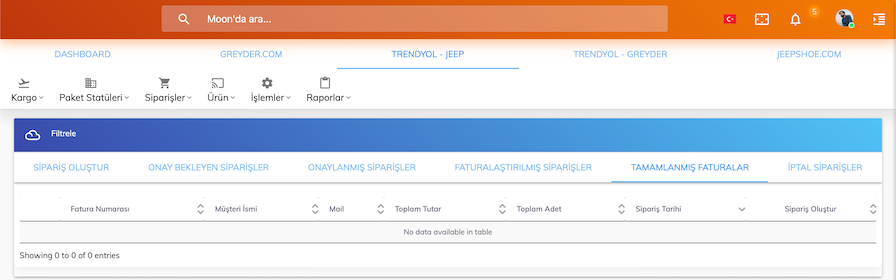 Moon'da ara...
5
DASHBOARD GREYDER.COM TRENDYOL - JEEP TRENDYOL - GREYDER JEEPSHOE.COM
Kargo Paket Statüleri Siparişler Ürün İşlemler Raporlar
Filtrele
SİPARİŞ OLUŞTUR ONAY BEKLEYEN SİPARİŞLER ONAYLANMIŞ SİPARİŞLER FATURALAŞTIRILMIŞ SİPARİŞLER TAMAMLANMIŞ FATURALAR İPTAL SİPARİŞLER
Fatura Numarası Müşteri İsmi Mail Toplam Tutar Toplam Adet Sipariş Tarihi Sipariş Oluştur
No data available in table
Showing 0 to 0 of 0 entries